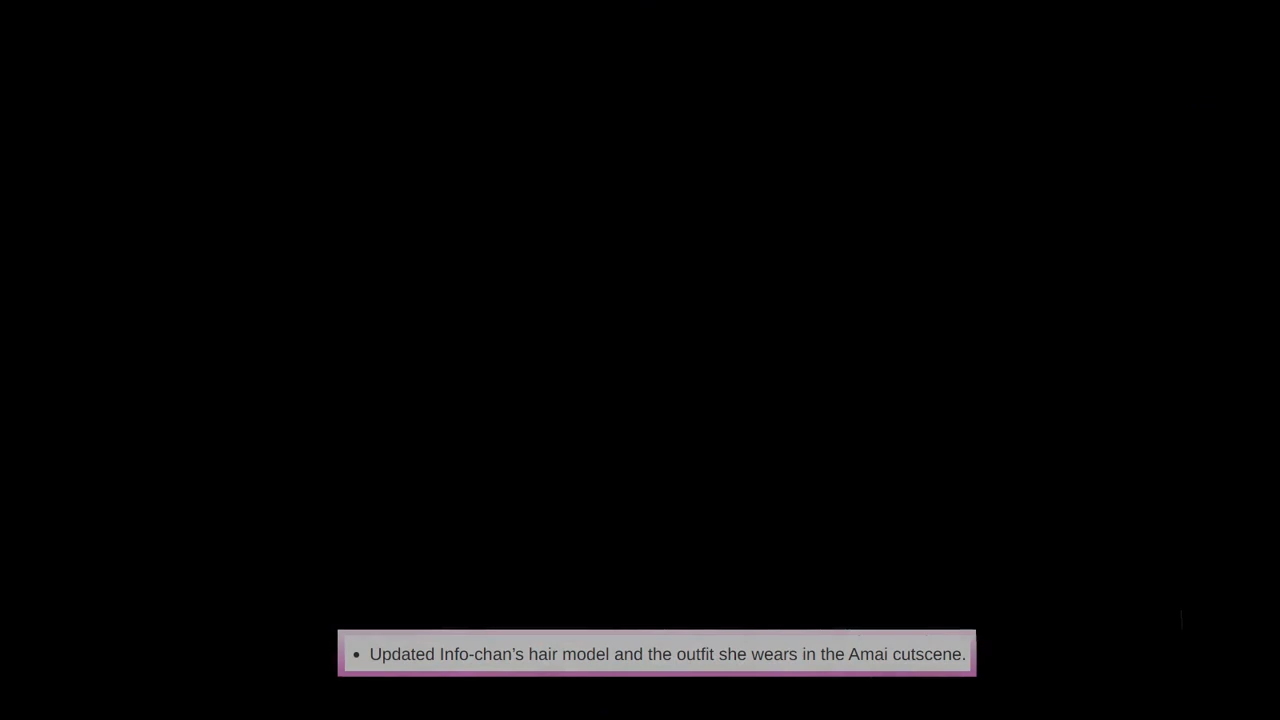 • Updated Info-chan’s hair model and the outfit she wears in the Amai cutscene.